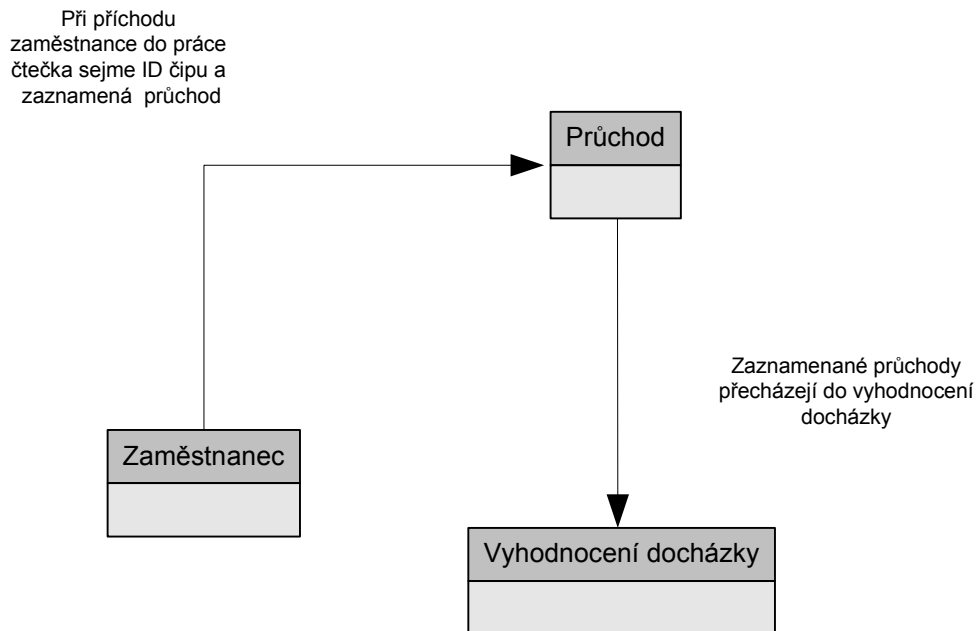 Při příchodu
zaměstnance do práce
čtečka sejme ID čipu a
zaznamená průchod
Průchod
Zaznamenané průchody
přecházejí do vyhodnocení
docházky
Zaměstnanec
Vyhodnocení docházky